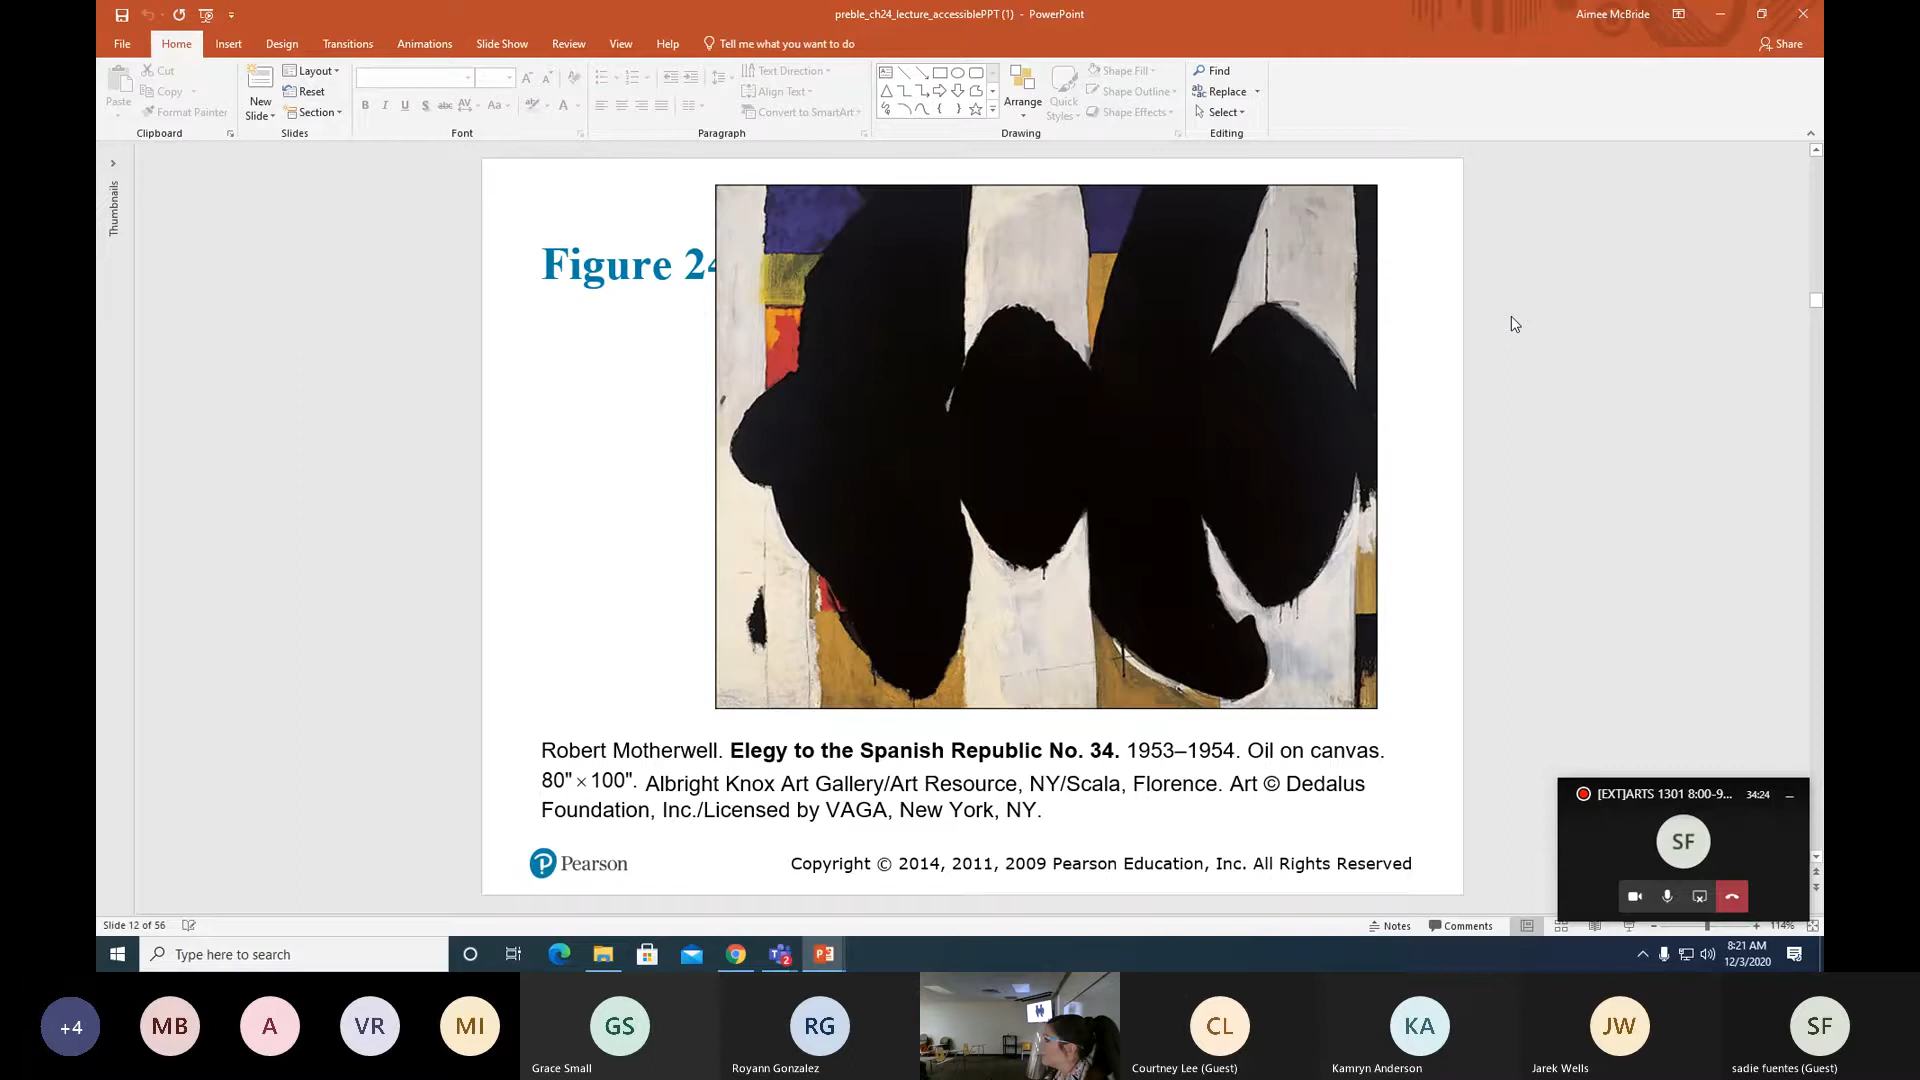 preble_ch24_lecture_accessiblePPT (1) - PowerPoint
Aimee McBride
File Home Insert Design Transitions Animations Slide Show Review View Help Tell me what you want to do
Share
Paste
Cut
Copy
Format Painter
Clipboard
New Slide
Layout
Reset
Section
Slides
B I U S abc AV Aa A
Font
Text Direction
Align Text
Convert to SmartArt
Paragraph
Arrange
Quick Styles
Shape Fill
Shape Outline
Shape Effects
Drawing
Find
Replace
Select
Editing
Thumbnails
Figure 24
Robert Motherwell. Elegy to the Spanish Republic No. 34. 1953–1954. Oil on canvas.
80" × 100". Albright Knox Art Gallery/Art Resource, NY/Scala, Florence. Art © Dedalus
Foundation, Inc./Licensed by VAGA, New York, NY.
Pearson
Copyright © 2014, 2011, 2009 Pearson Education, Inc. All Rights Reserved
[EXT]ARTS 1301 8:00-9... 34:24
SF
Slide 12 of 56
Notes Comments 114%
Type here to search
8:21 AM
12/3/2020
+4 MB A VR MI GS RG CL KA JW SF
Grace Small Royann Gonzalez Courtney Lee (Guest) Kamryn Anderson Jarek Wells sadie fuentes (Guest)